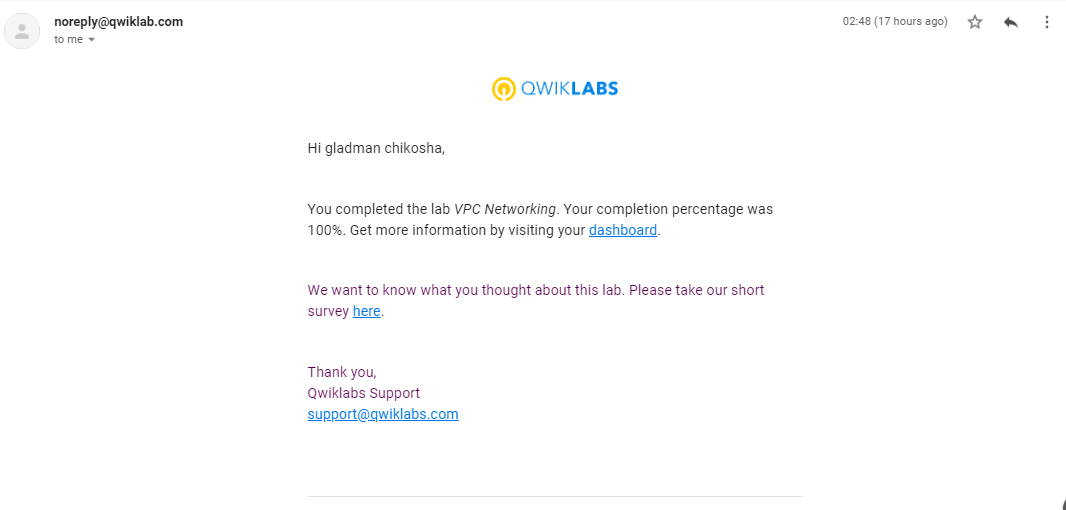 noreply@qwiklab.com
02:48 (17 hours ago)
to me
QWIKLABS
Hi gladman chikosha,
You completed the lab VPC Networking. Your completion percentage was
100%. Get more information by visiting your dashboard.
We want to know what you thought about this lab. Please take our short
survey here.
Thank you,
Qwiklabs Support
support@qwiklabs.com